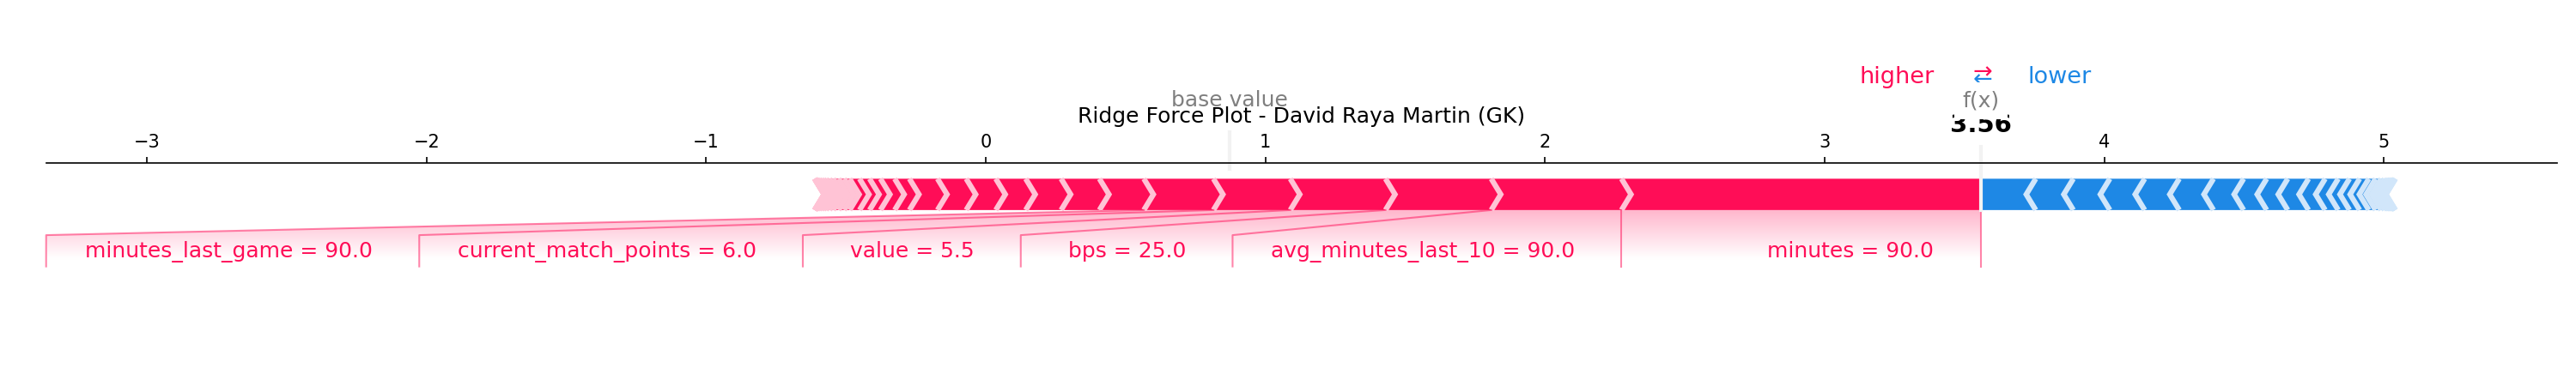 higher ⇄ lower
base value
f(x)
Ridge Force Plot - David Raya Martin (GK)
3.56
−3 −2 −1 0 1 2 3 4 5
minutes_last_game = 90.0 current_match_points = 6.0 value = 5.5 bps = 25.0 avg_minutes_last_10 = 90.0 minutes = 90.0